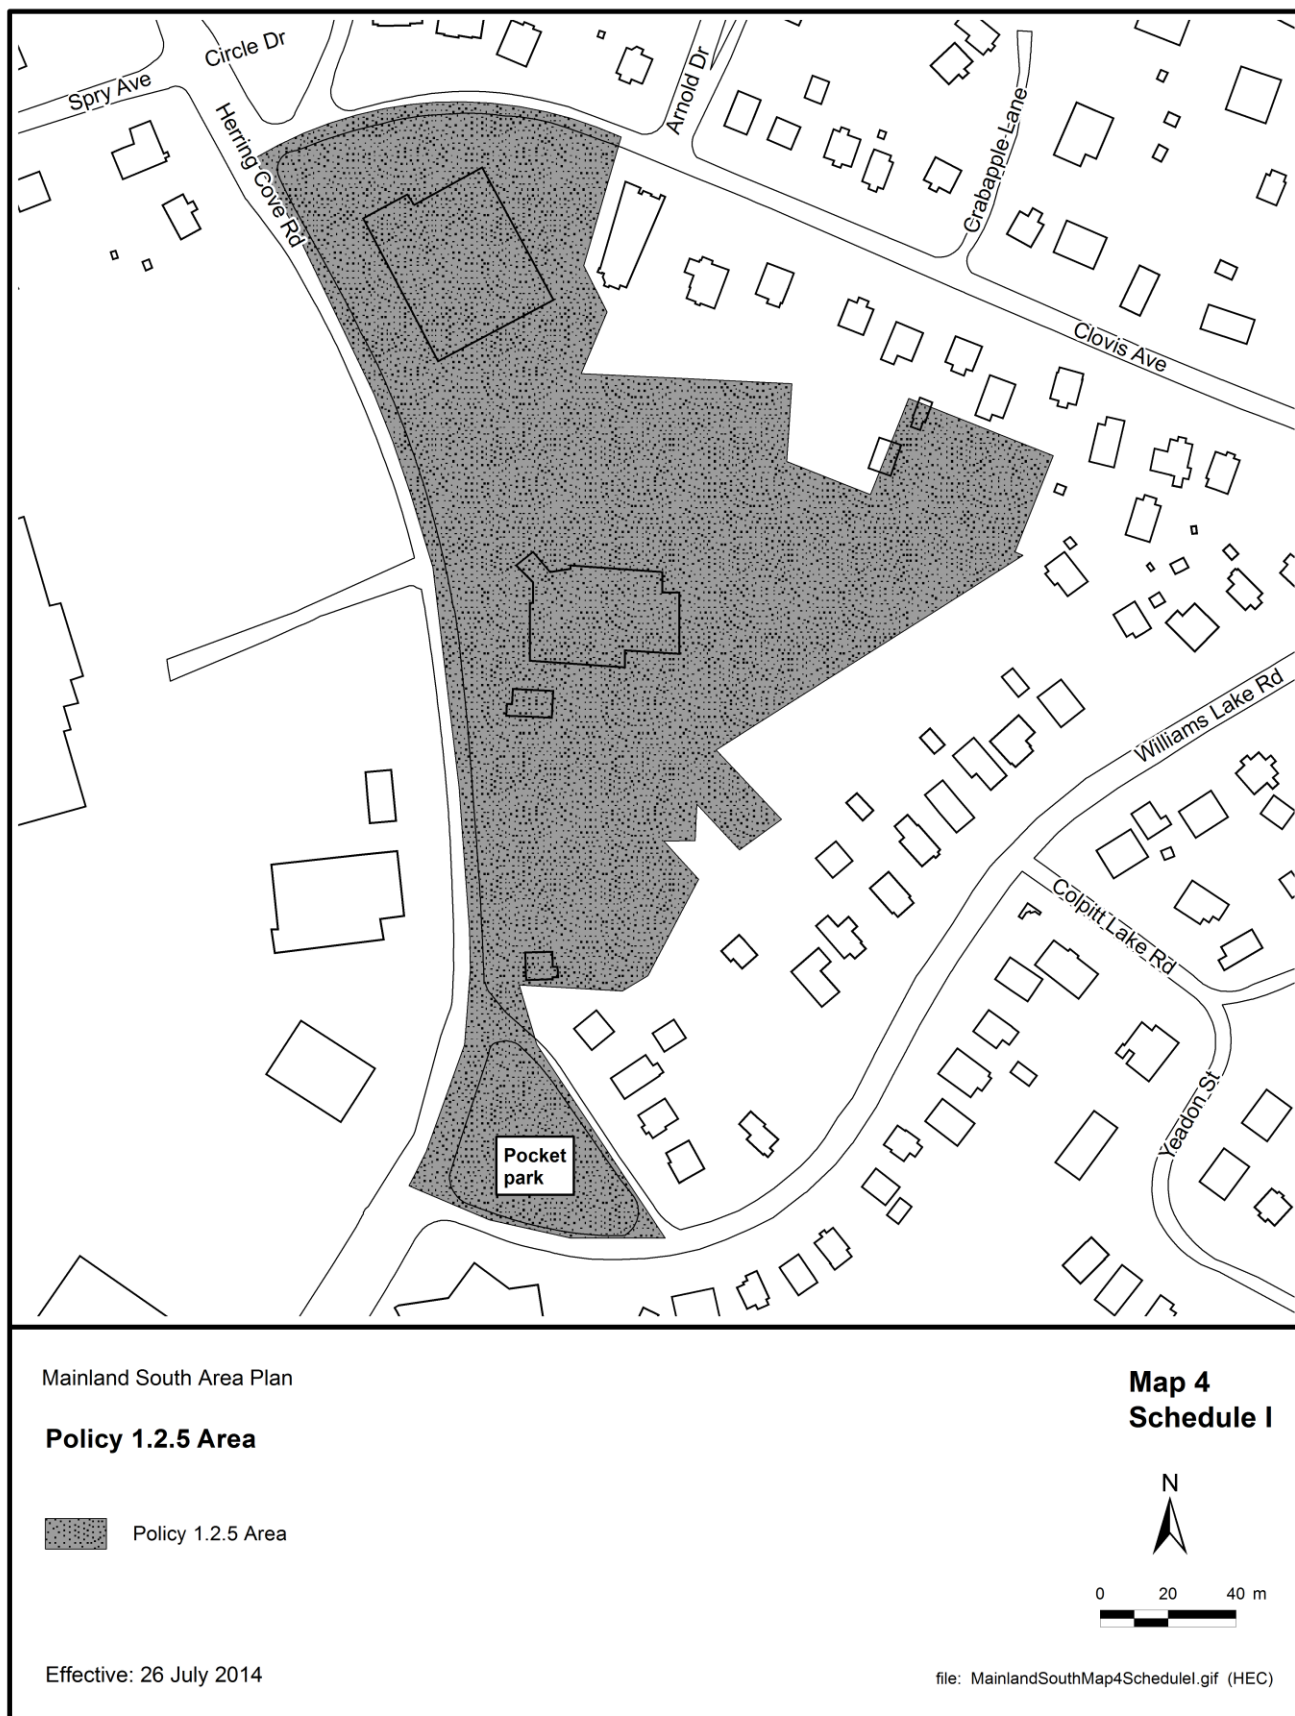 Circle Dr
Spry Ave
Herring Cove Rd
Arnold Dr
Crabapple Lane
Clovis Ave
Williams Lake Rd
Colpitt Lake Rd
Yeadon St
Pocket
park
Mainland South Area Plan
Policy 1.2.5 Area
Policy 1.2.5 Area
Effective: 26 July 2014
Map 4
Schedule I
N
0 20 40 m
file: MainlandSouthMap4ScheduleI.gif (HEC)